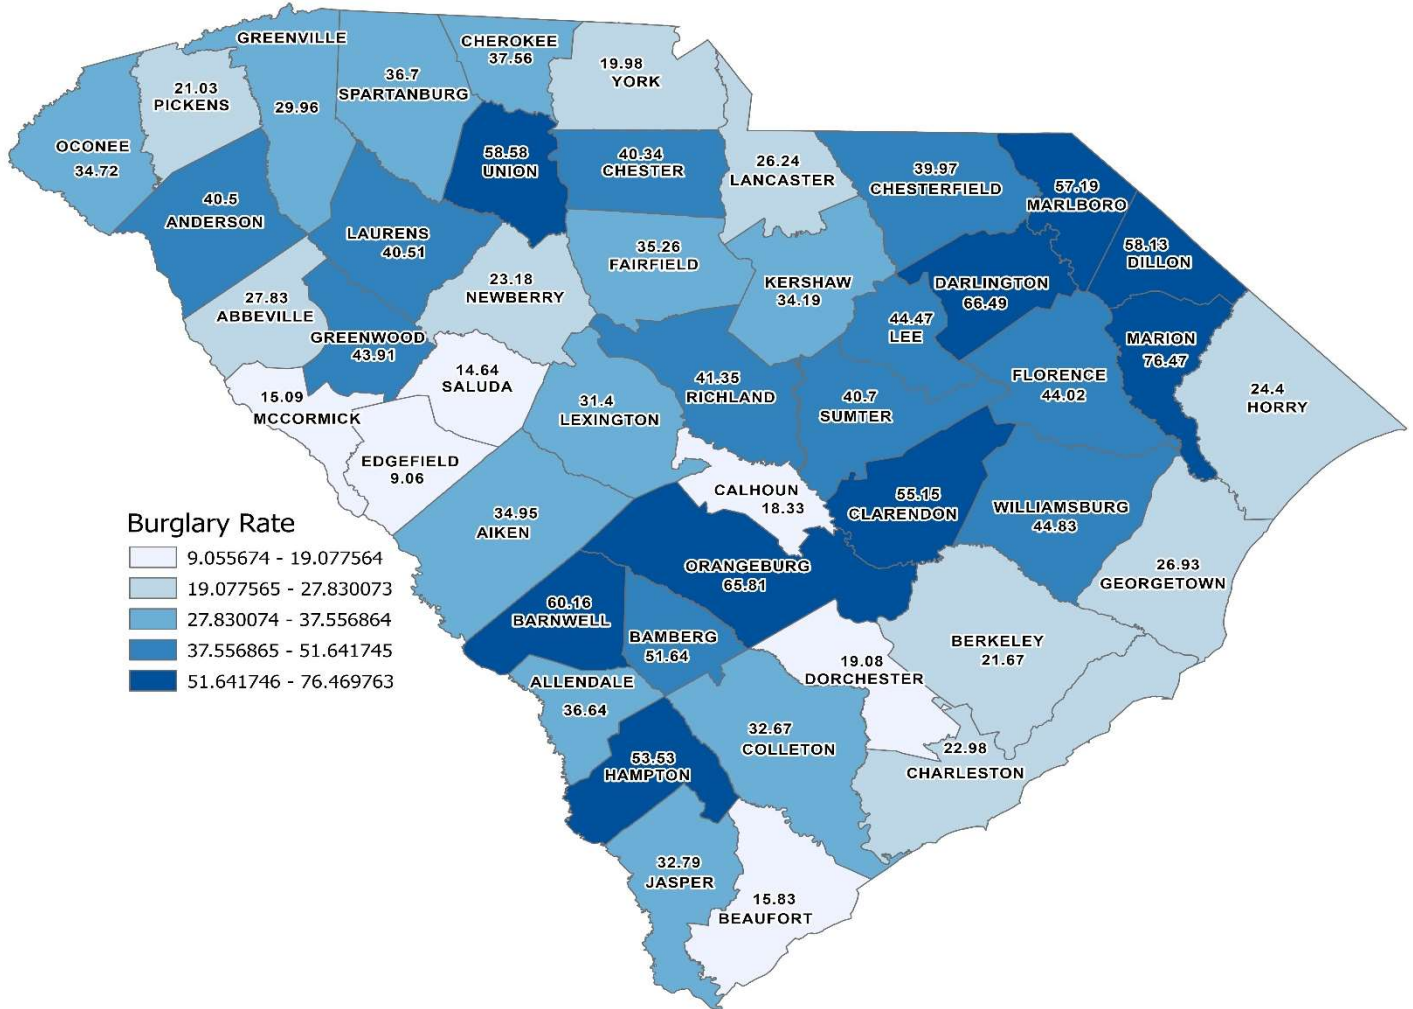 GREENVILLE
29.96
CHEROKEE
37.56
19.98
YORK
36.7
SPARTANBURG
21.03
PICKENS
OCONEE
34.72
58.58
UNION
40.34
CHESTER
26.24
LANCASTER
39.97
CHESTERFIELD
57.19
MARLBORO
40.5
ANDERSON
LAURENS
40.51
35.26
FAIRFIELD
58.13
DILLON
23.18
NEWBERRY
KERSHAW
34.19
DARLINGTON
66.49
27.83
ABBEVILLE
44.47
LEE
GREENWOOD
43.91
MARION
76.47
14.64
SALUDA
41.35
RICHLAND
FLORENCE
44.02
15.09
MCCORMICK
31.4
LEXINGTON
40.7
SUMTER
24.4
HORRY
EDGEFIELD
9.06
CALHOUN
18.33
55.15
CLARENDON
WILLIAMSBURG
44.83
34.95
AIKEN
Burglary Rate
9.055674 - 19.077564
19.077565 - 27.830073
27.830074 - 37.556864
37.556865 - 51.641745
51.641746 - 76.469763
ORANGEBURG
65.81
26.93
GEORGETOWN
60.16
BARNWELL
BAMBERG
51.64
BERKELEY
21.67
19.08
DORCHESTER
ALLENDALE
36.64
32.67
COLLETON
22.98
CHARLESTON
53.53
HAMPTON
32.79
JASPER
15.83
BEAUFORT